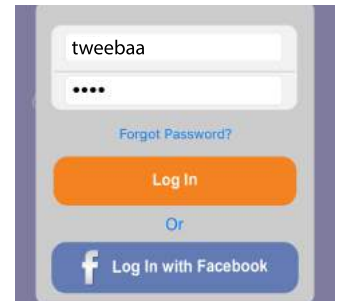 tweebaa
••••
Forgot Password?
Log In
Or
f Log In with Facebook